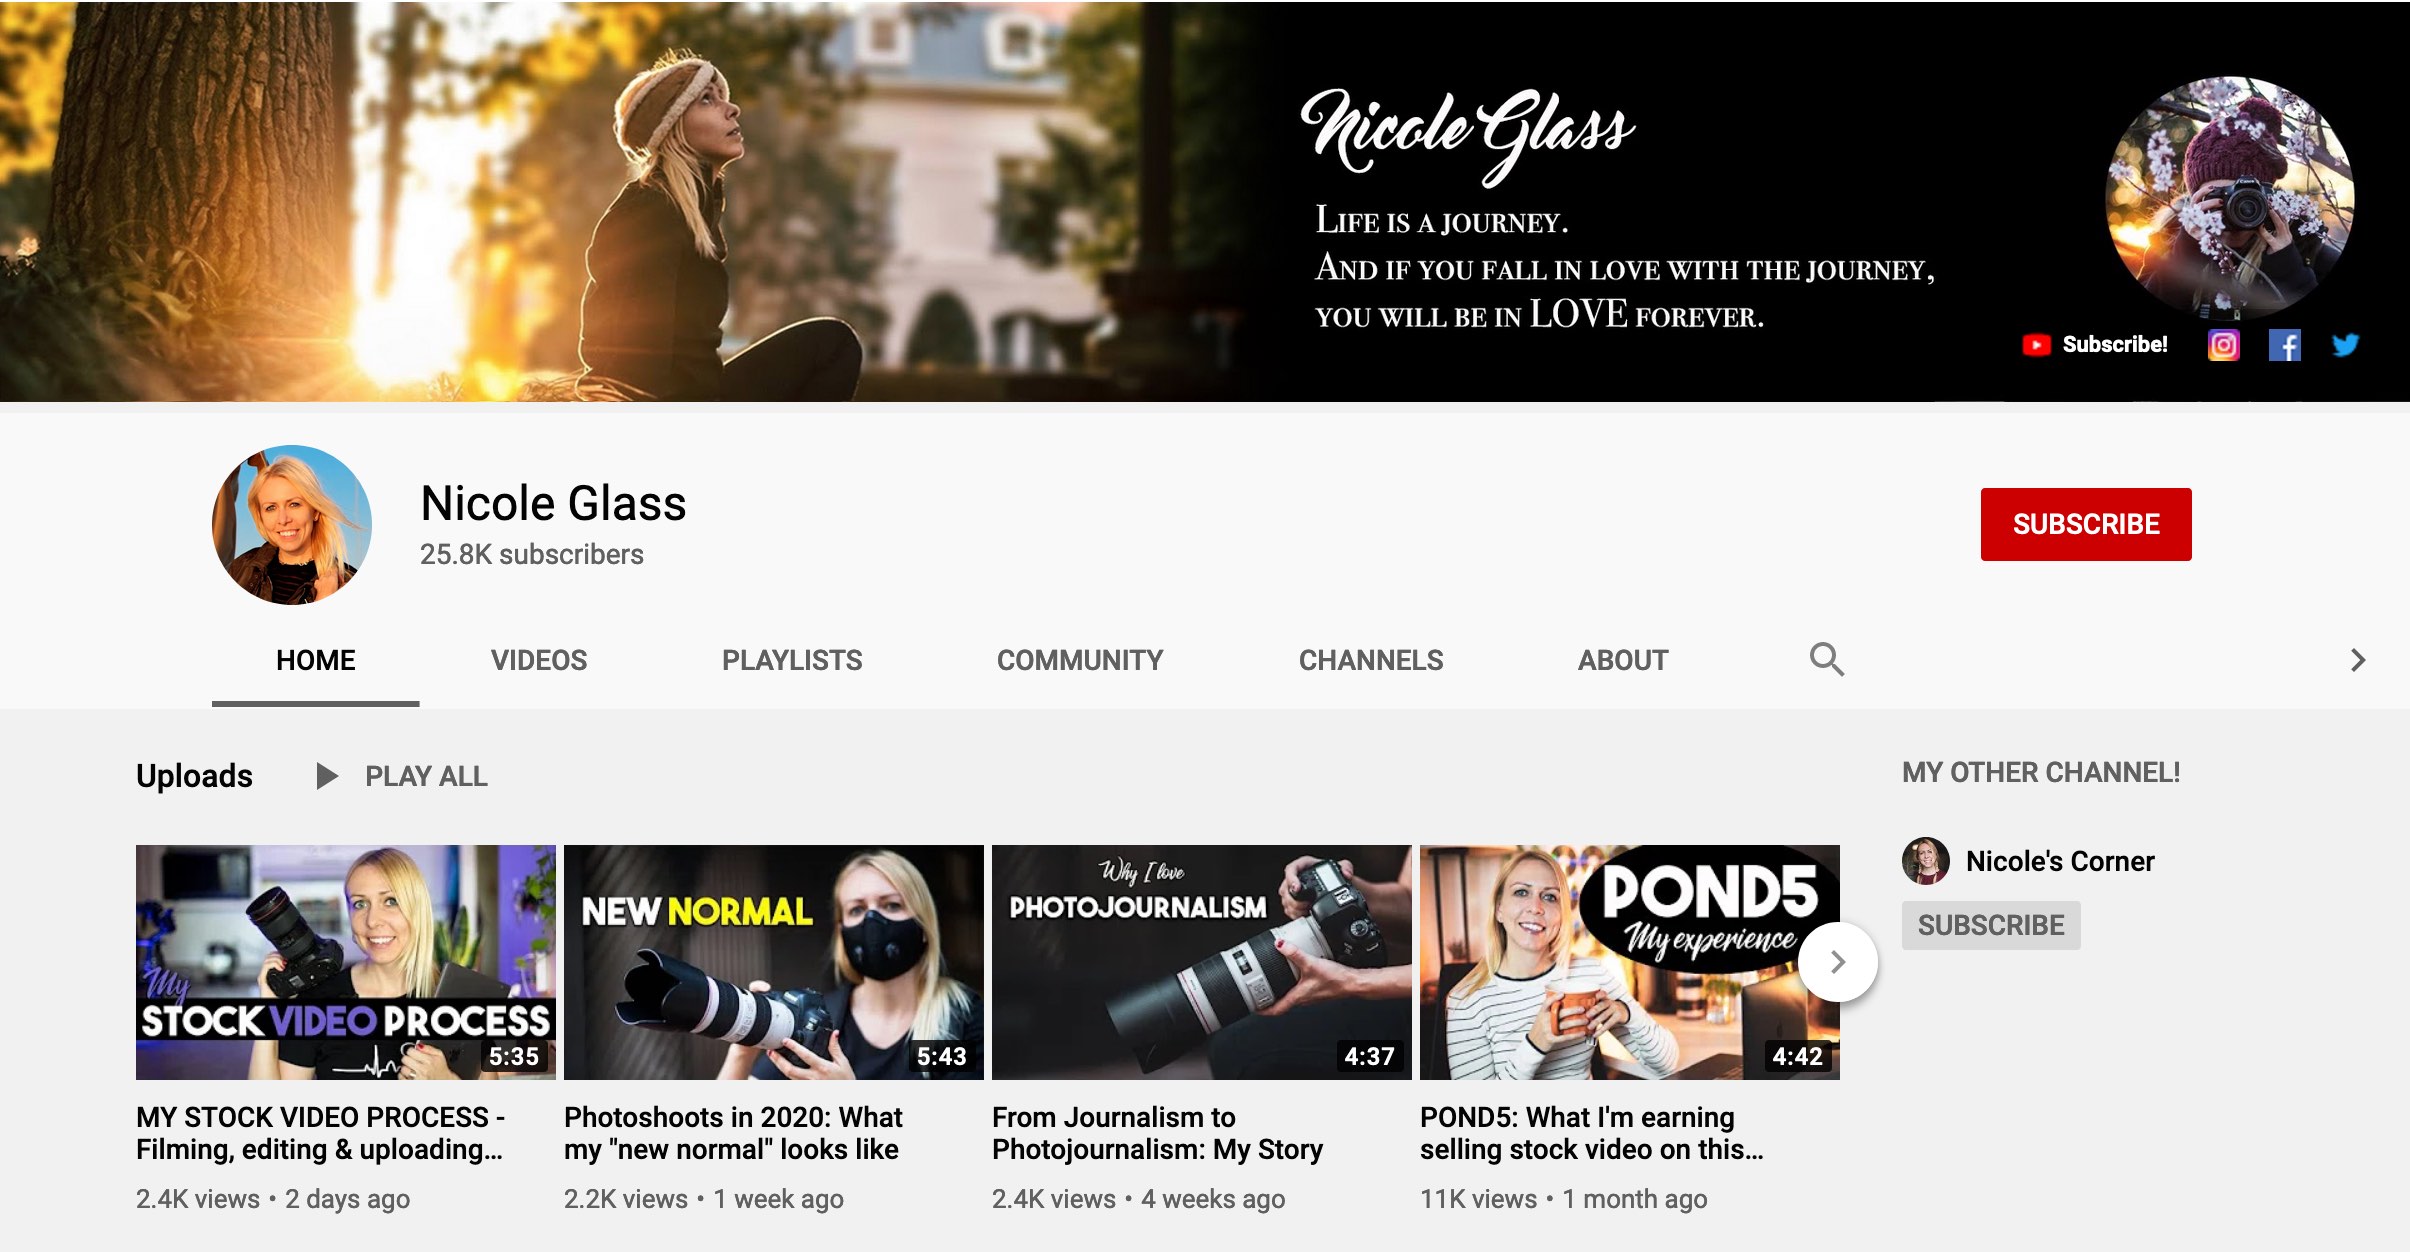 Nicole Glass
LIFE IS A JOURNEY.
AND IF YOU FALL IN LOVE WITH THE JOURNEY,
YOU WILL BE IN LOVE FOREVER.
Canon
Subscribe!
Nicole Glass
25.8K subscribers
SUBSCRIBE
HOME
VIDEOS
PLAYLISTS
COMMUNITY
CHANNELS
ABOUT
Uploads
PLAY ALL
MY OTHER CHANNEL!
Nicole's Corner
SUBSCRIBE
My
STOCK VIDEO PROCESS
5:35
MY STOCK VIDEO PROCESS -
Filming, editing & uploading...
2.4K views • 2 days ago
NEW NORMAL
5:43
Photoshoots in 2020: What
my "new normal" looks like
2.2K views • 1 week ago
Why I love
PHOTOJOURNALISM
4:37
From Journalism to
Photojournalism: My Story
2.4K views • 4 weeks ago
POND5
My experience
4:42
POND5: What I'm earning
selling stock video on this...
11K views • 1 month ago